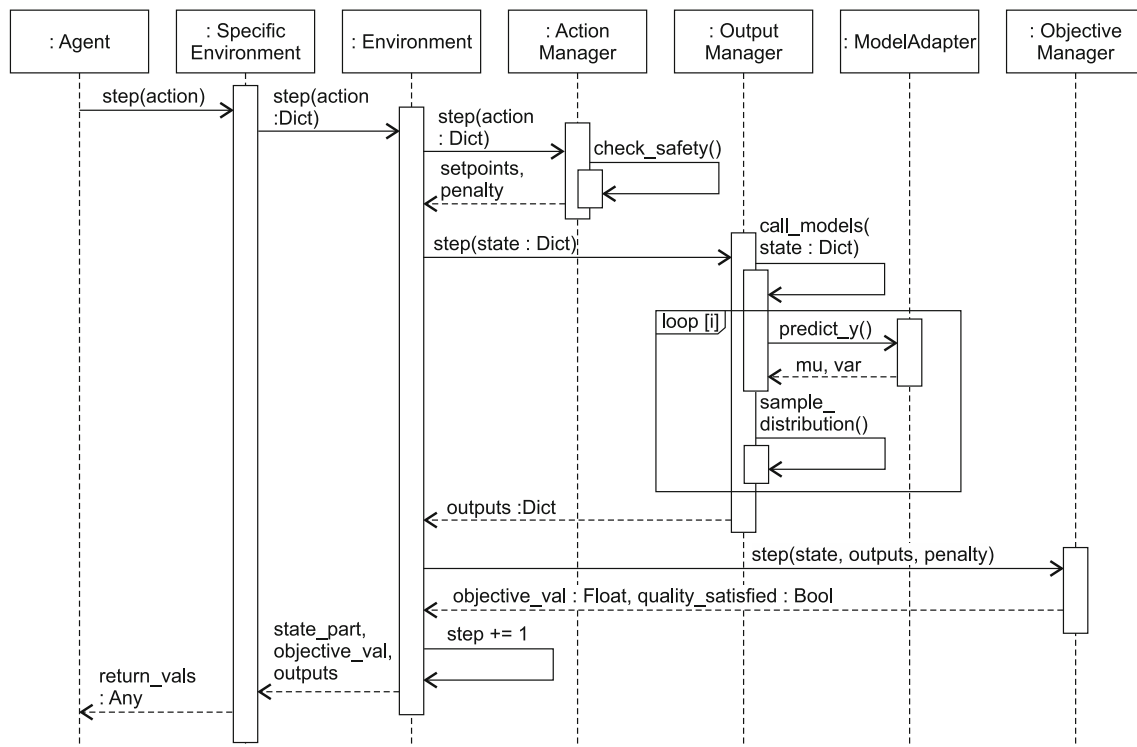 : Agent
: Specific
Environment
: Environment
: Action
Manager
: Output
Manager
: ModelAdapter
: Objective
Manager
step(action)
step(action
:Dict)
step(action
: Dict)
check_safety()
setpoints,
penalty
call_models(
state : Dict)
step(state : Dict)
loop [i]
predict_y()
mu, var
sample_
distribution()
outputs :Dict
step(state, outputs, penalty)
objective_val : Float, quality_satisfied : Bool
step += 1
state_part,
objective_val,
outputs
return_vals
: Any